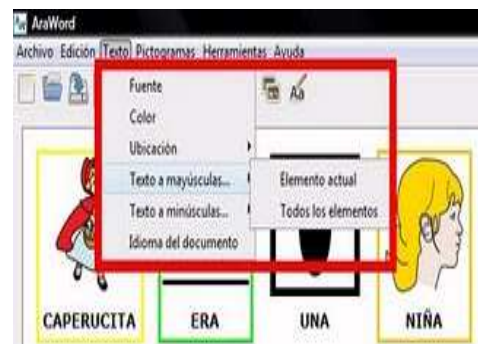 AraWord
Archivo Edición Texto Pictogramas Herramientas Ayuda
Fuente
Color
Ubicación
Texto a mayúsculas...
Texto a minúsculas...
Idioma del documento
Elemento actual
Todos los elementos
CAPERUCITA ERA UNA NIÑA